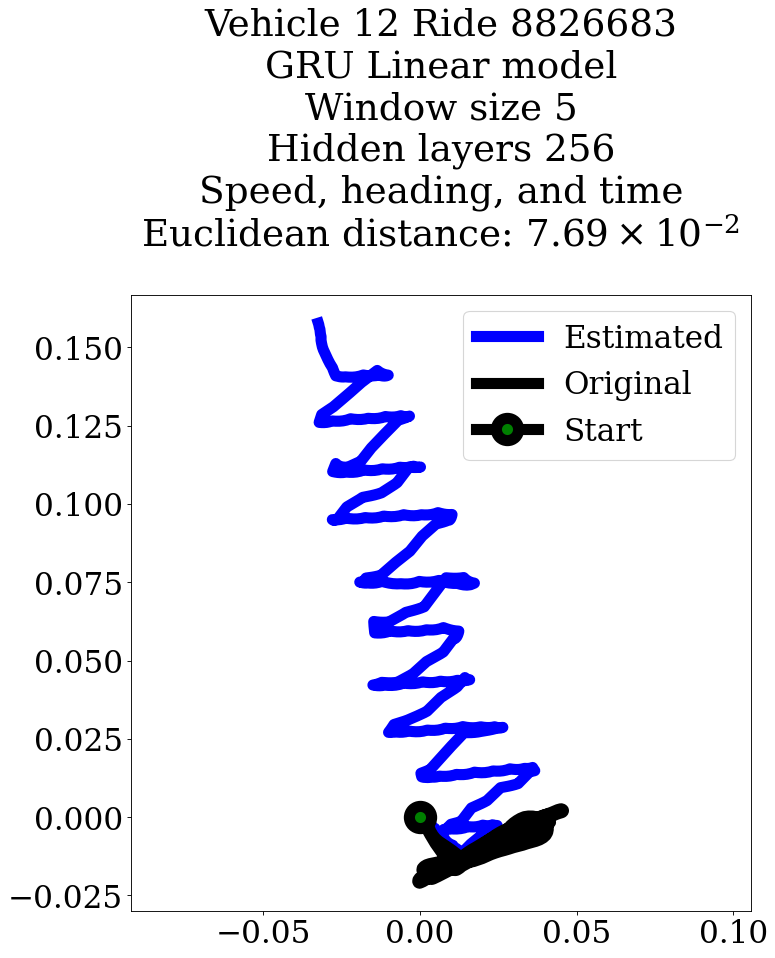 Vehicle 12 Ride 8826683
GRU Linear model
Window size 5
Hidden layers 256
Speed, heading, and time
Euclidean distance: 7.69 × 10⁻²
Estimated
Original
Start
0.150
0.125
0.100
0.075
0.050
0.025
0.000
−0.025
−0.05
0.00
0.05
0.10